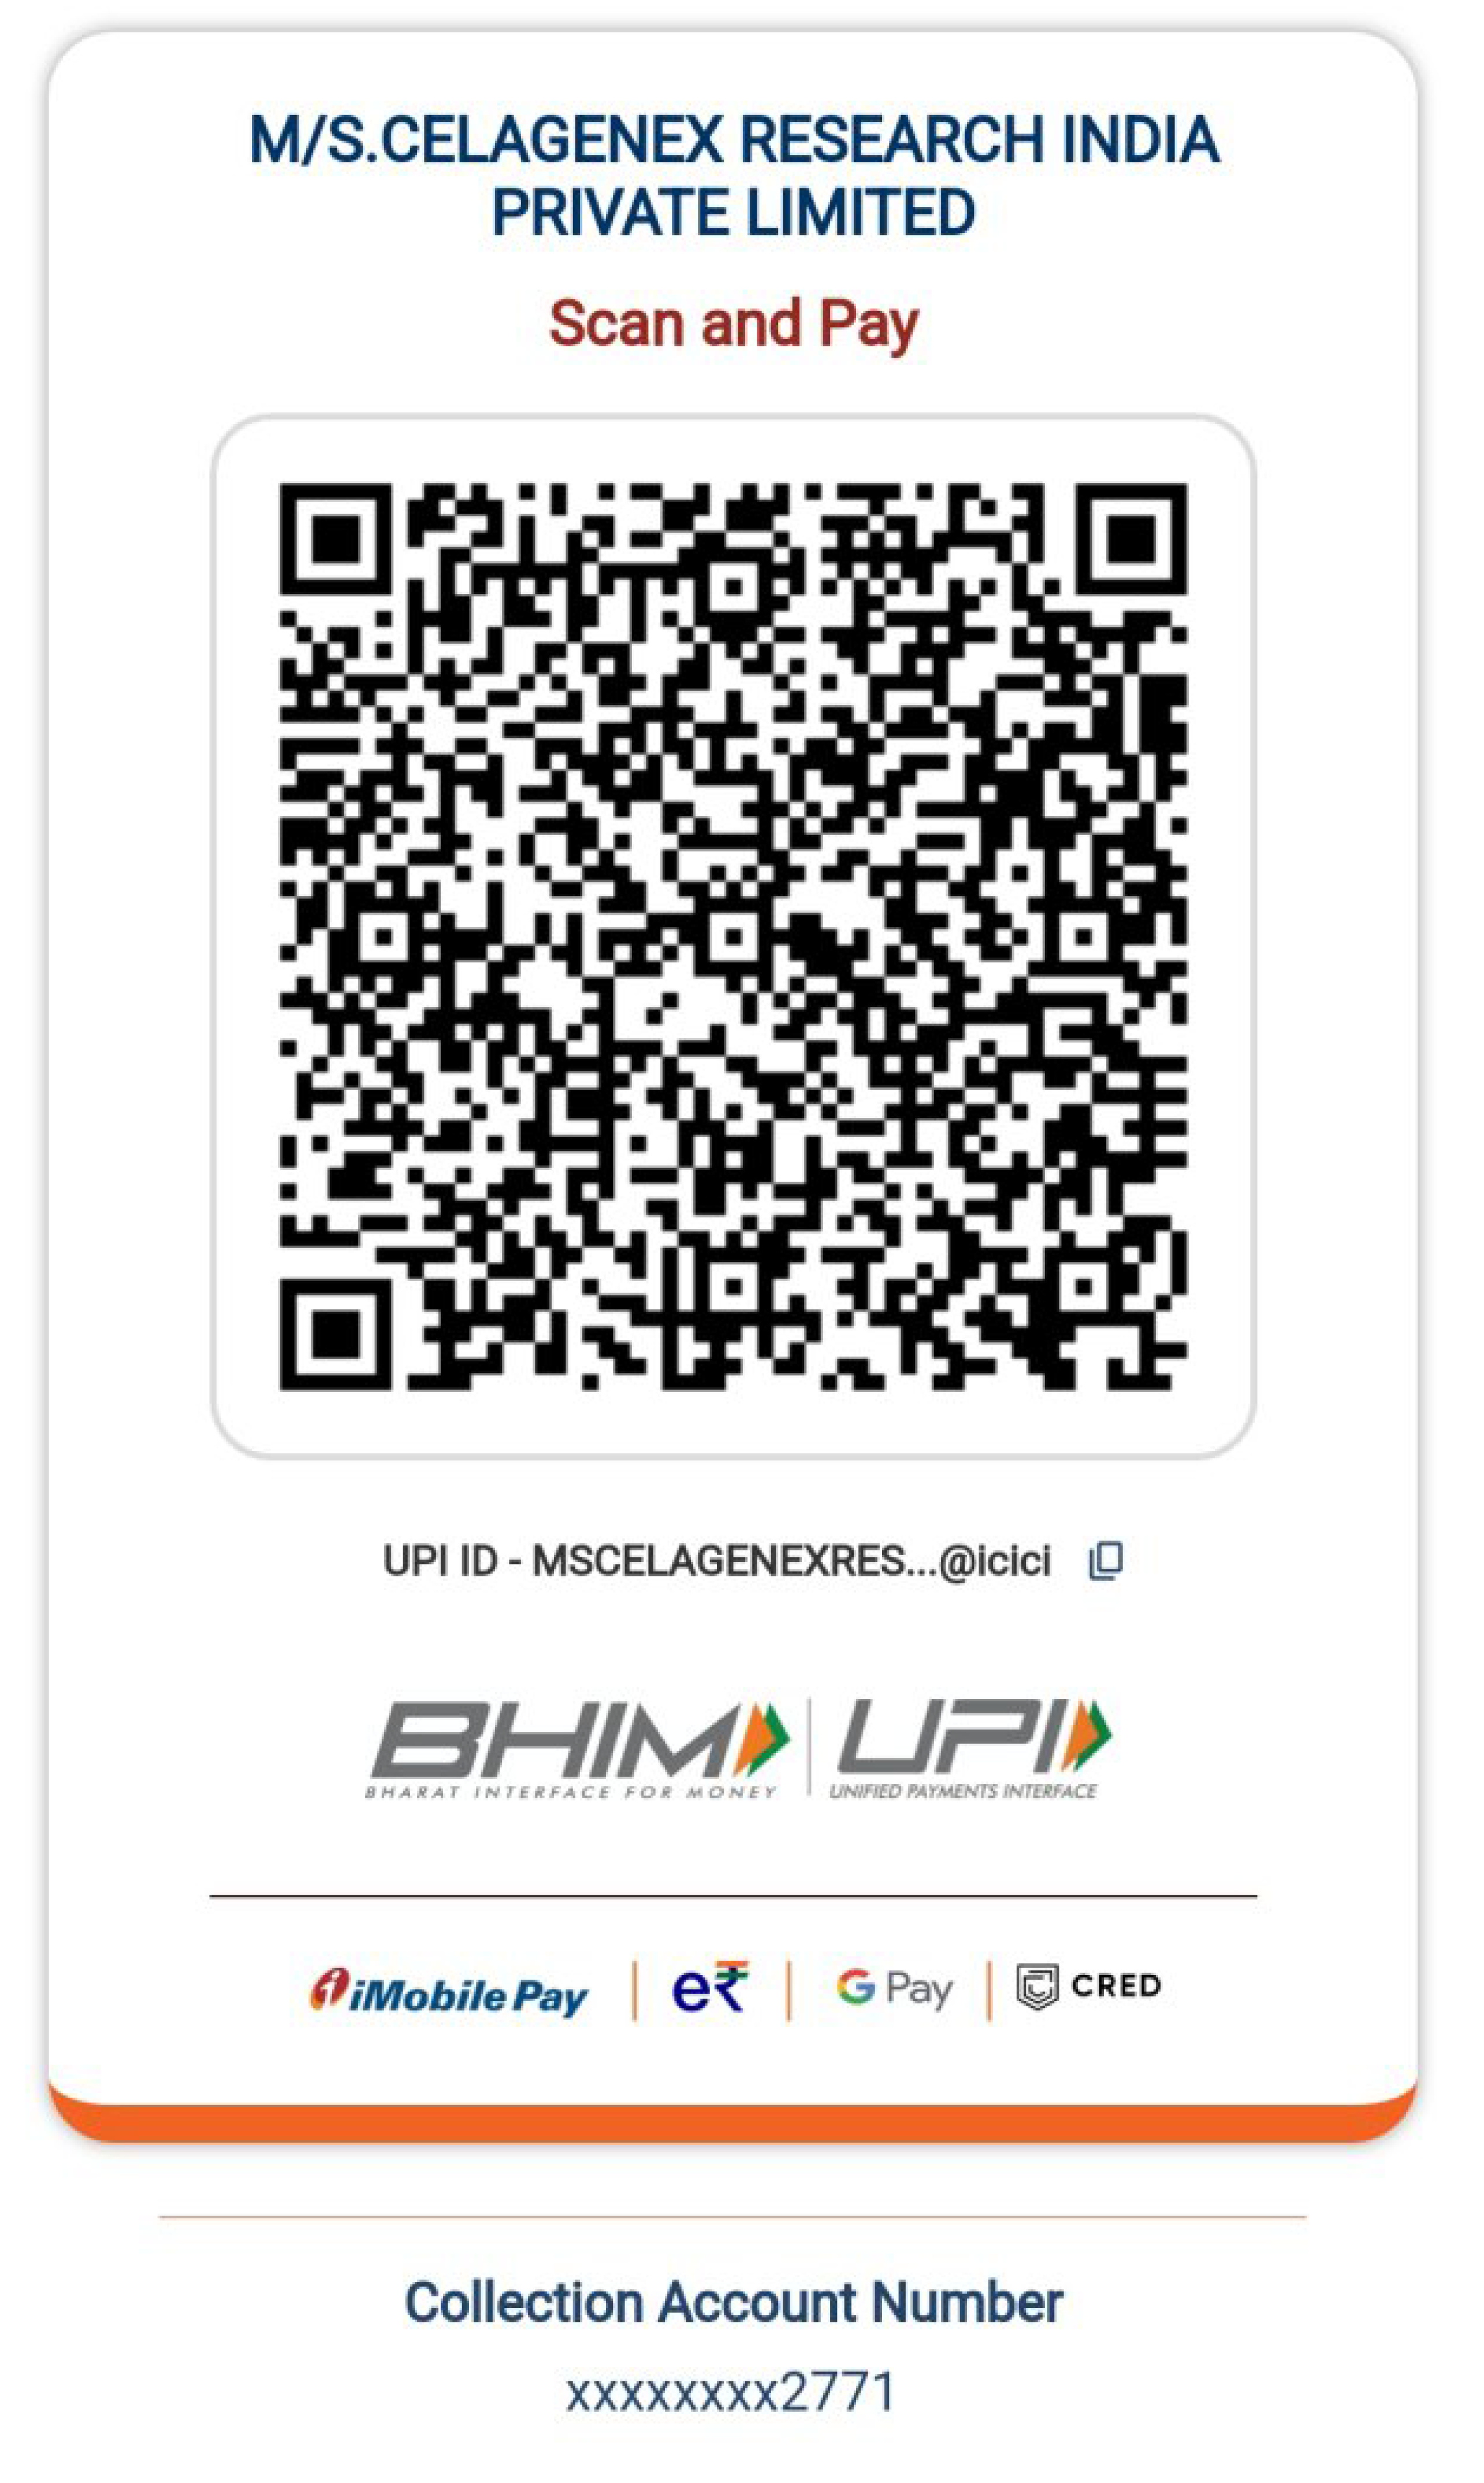 M/S.CELAGENEX RESEARCH INDIA
PRIVATE LIMITED
Scan and Pay
UPI ID - MSCELAGENEXRES...@icici
BHIM UPI
BHARAT INTERFACE FOR MONEY UNIFIED PAYMENTS INTERFACE
iMobile Pay e₹ G Pay CRED
Collection Account Number
xxxxxxxx2771